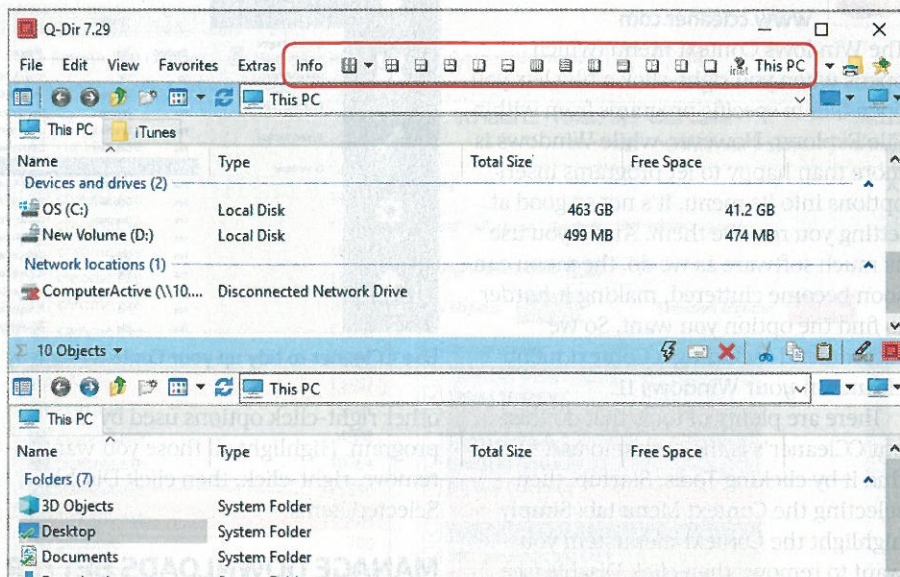 Q-Dir 7.29
File Edit View Favorites Extras Info This PC
This PC
This PC iTunes
Name Type Total Size Free Space
Devices and drives (2)
OS (C:) Local Disk 463 GB 41.2 GB
New Volume (D:) Local Disk 499 MB 474 MB
Network locations (1)
ComputerActive (\\10.... Disconnected Network Drive
10 Objects
This PC
This PC
Name Type Total Size Free Space
Folders (7)
3D Objects System Folder
Desktop System Folder
Documents System Folder